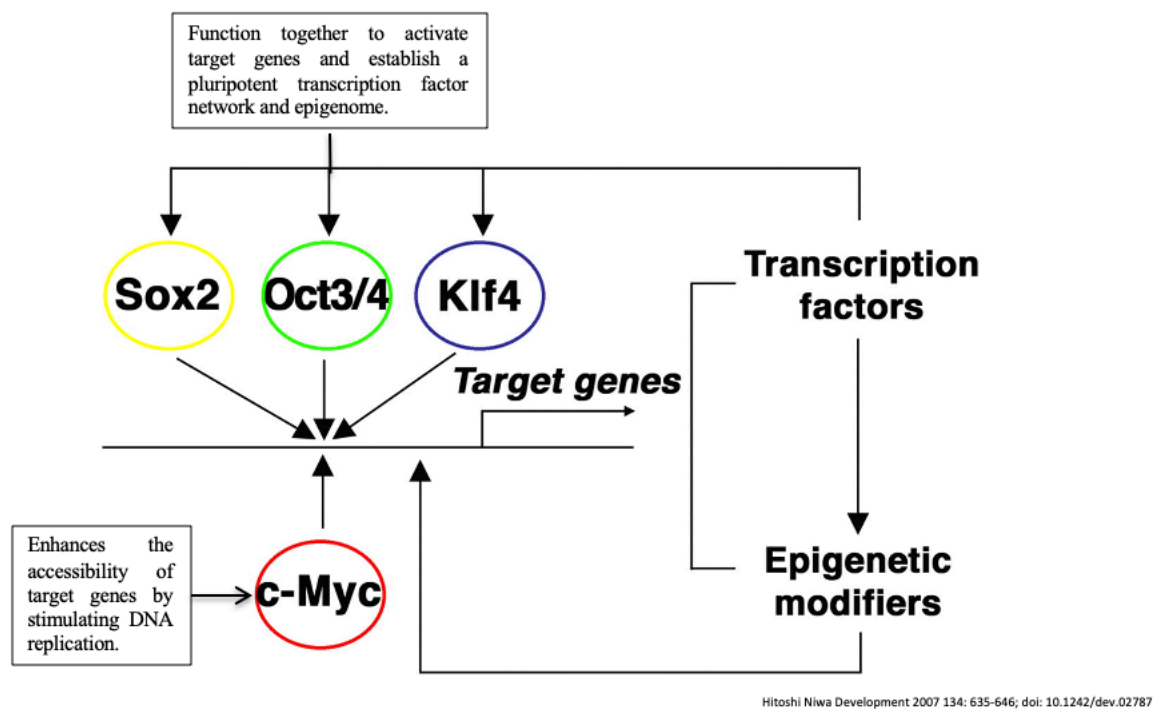 Function together to activate
target genes and establish a
pluripotent transcription factor
network and epigenome.
Sox2
Oct3/4
Klf4
Transcription
factors
Target genes
Enhances the
accessibility of
target genes by
stimulating DNA
replication.
c-Myc
Epigenetic
modifiers
Hitoshi Niwa Development 2007 134: 635-646; doi: 10.1242/dev.02787